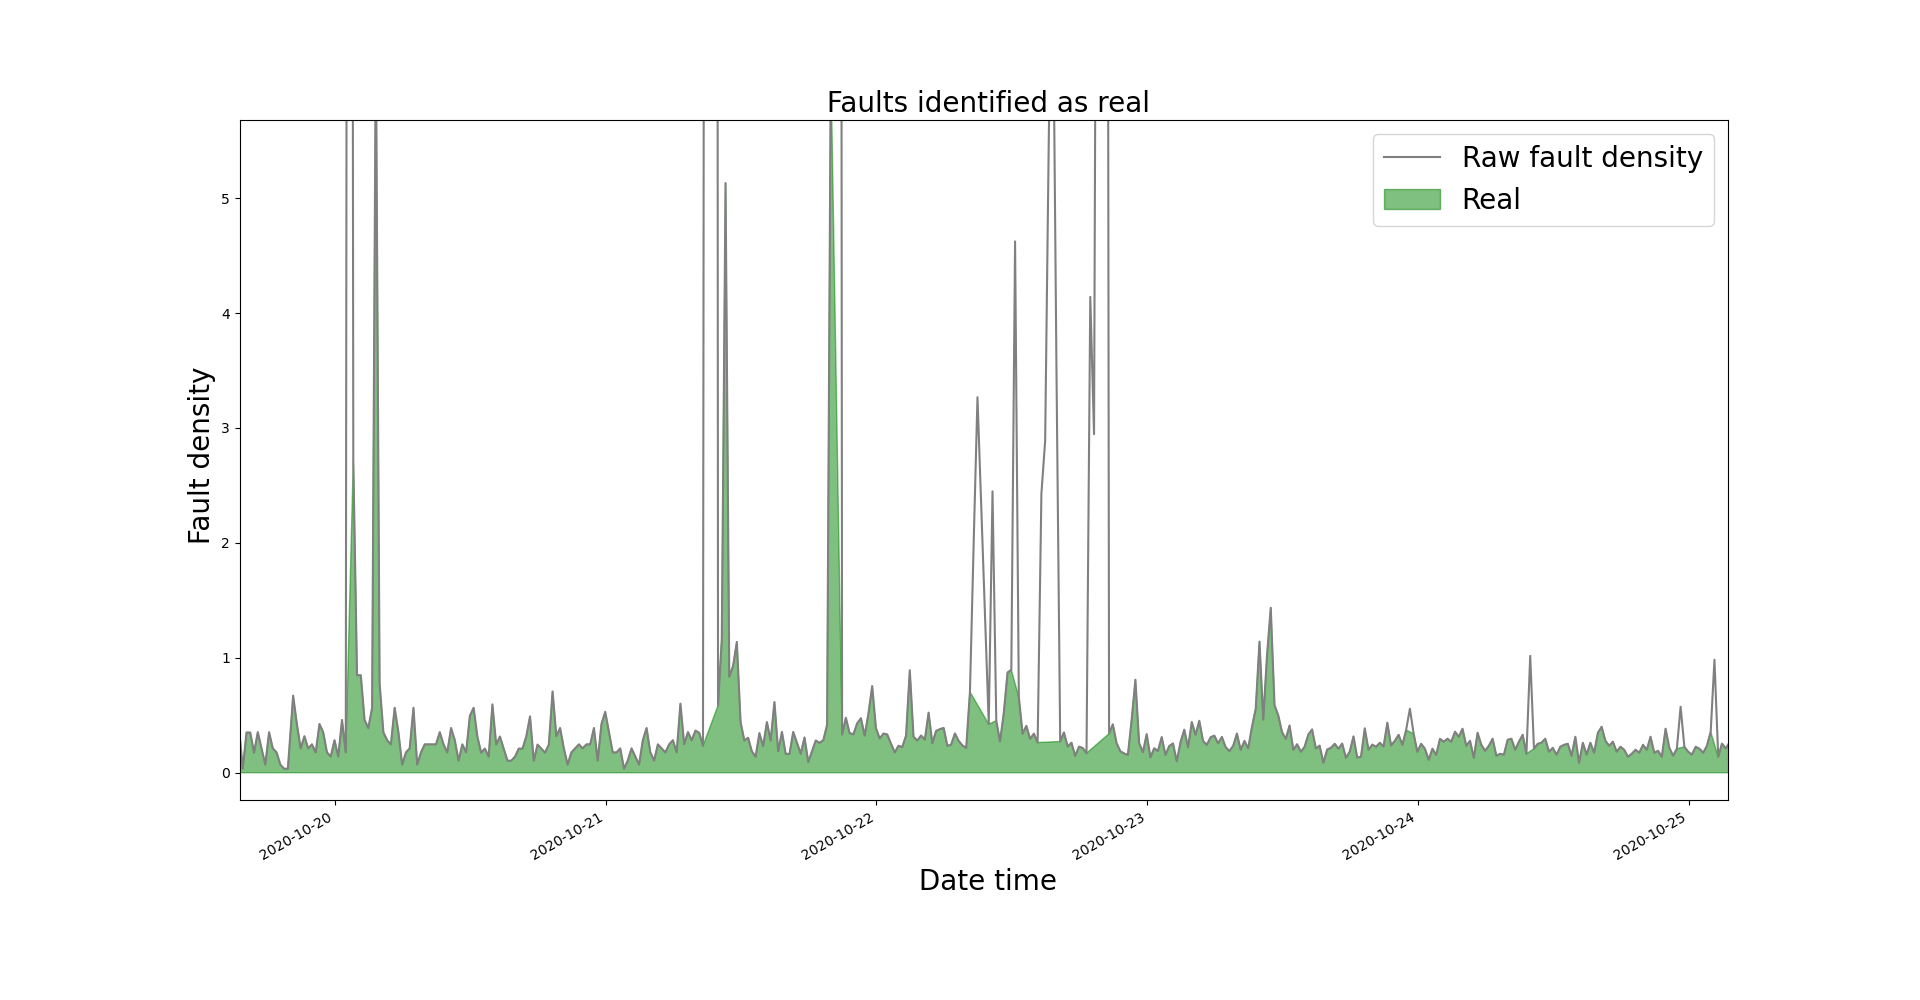 Faults identified as real
Raw fault density
Real
Fault density
5
4
3
2
1
0
2020-10-20
2020-10-21
2020-10-22
2020-10-23
2020-10-24
2020-10-25
Date time